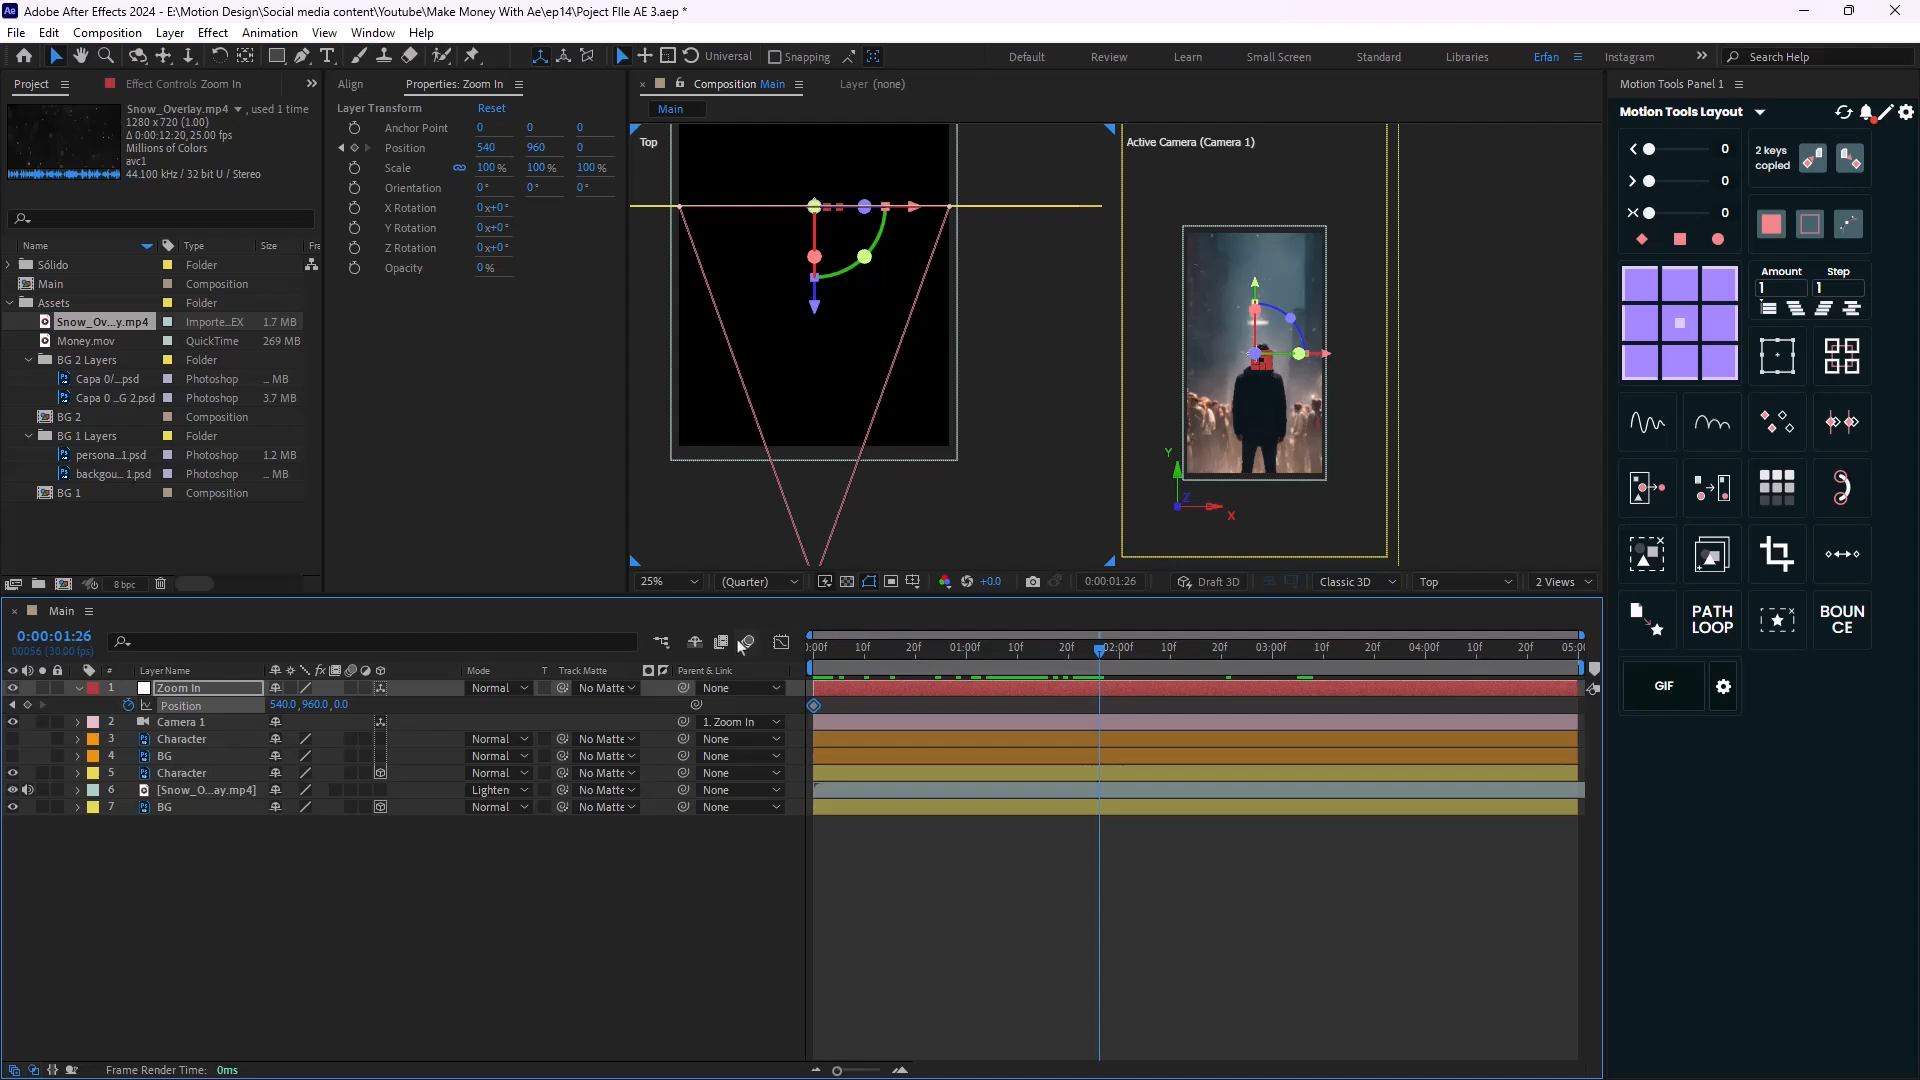 Adobe After Effects 2024 - E:\Motion Design\Social media content\Youtube\Make Money With Ae\ep14\Poject FIle AE 3.aep *
File Edit Composition Layer Effect Animation View Window Help
Universal Snapping Default Review Learn Small Screen Standard Libraries Erfan Instagram Search Help
Project Effect Controls Zoom In
Snow_Overlay.mp4 , used 1 time
1280 x 720 (1.00)
Δ 0:00:12:20, 25.00 fps
Millions of Colors
avc1
44.100 kHz / 32 bit U / Stereo
Name Type Size Fra
Sólido Folder
Main Composition
Assets Folder
Snow_Ov...y.mp4 Importe...EX 1.7 MB
Money.mov QuickTime 269 MB
BG 2 Layers Folder
Capa 0/...psd Photoshop ... MB
Capa 0 ...G 2.psd Photoshop 3.7 MB
BG 2 Composition
BG 1 Layers Folder
persona...1.psd Photoshop 1.2 MB
backgou... 1.psd Photoshop ... MB
BG 1 Composition
8 bpc
Align Properties: Zoom In
Layer Transform Reset
Anchor Point 0 0 0
Position 540 960 0
Scale 100 % 100 % 100 %
Orientation 0° 0° 0°
X Rotation 0x+0°
Y Rotation 0x+0°
Z Rotation 0x+0°
Opacity 0 %
Composition Main Layer (none)
Main
Top
Active Camera (Camera 1)
Y
Z
X
25% (Quarter) +0.0 0:00:01:26 Draft 3D Classic 3D Top 2 Views
Motion Tools Panel 1
Motion Tools Layout
0
2 keys
copied
0
0
Amount Step
1 1
PATH
LOOP
BOUN
CE
GIF
Main
0:00:01:26
00056 (30.00 fps)
:00f 10f 20f 01:00f 10f 20f 02:00f 10f 20f 03:00f 10f 20f 04:00f 10f 20f 05:00
# Layer Name Mode T Track Matte Parent & Link
1 Zoom In Normal No Matte None
Position 540.0,960.0,0.0
2 Camera 1 1. Zoom In
3 Character Normal No Matte None
4 BG Normal No Matte None
5 Character Normal No Matte None
6 [Snow_O...ay.mp4] Lighten No Matte None
7 BG Normal No Matte None
Frame Render Time: 0ms